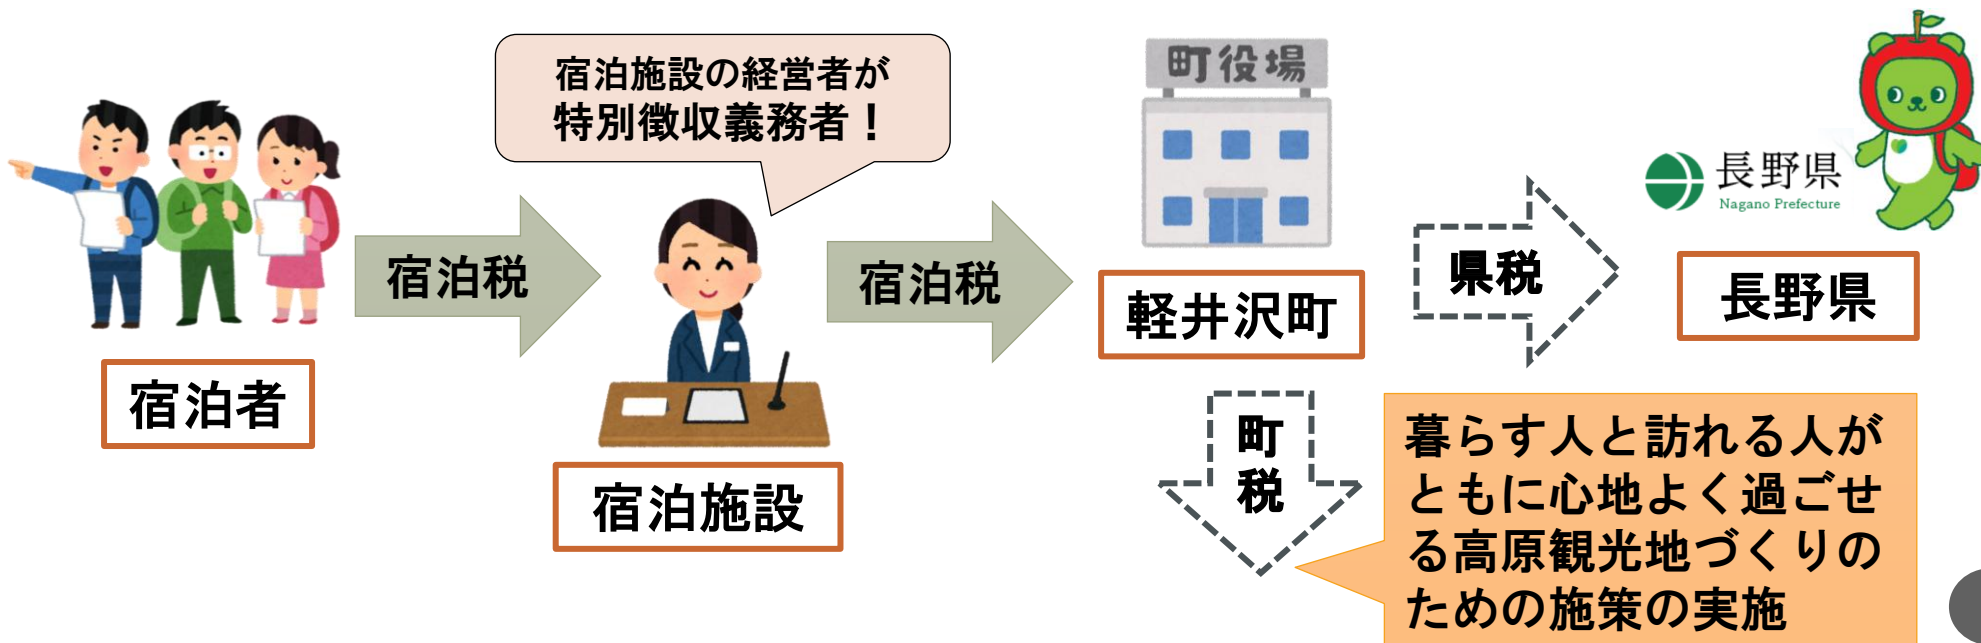 宿泊施設の経営者が
特別徴収義務者！
町役場
長野県
Nagano Prefecture
宿泊税
宿泊税
県税
宿泊者
宿泊施設
軽井沢町
長野県
町
税
暮らす人と訪れる人が
ともに心地よく過ごせ
る高原観光地づくりの
ための施策の実施